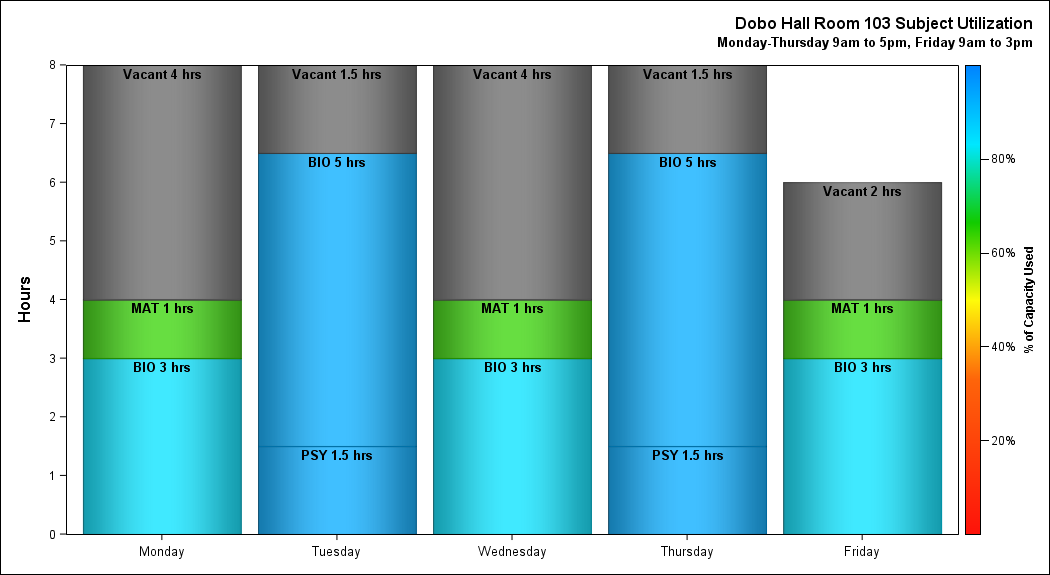 Dobo Hall Room 103 Subject Utilization
Monday-Thursday 9am to 5pm, Friday 9am to 3pm
Hours
8
7
6
5
4
3
2
1
0
Vacant 4 hrs
MAT 1 hrs
BIO 3 hrs
Monday
Vacant 1.5 hrs
BIO 5 hrs
PSY 1.5 hrs
Tuesday
Vacant 4 hrs
MAT 1 hrs
BIO 3 hrs
Wednesday
Vacant 1.5 hrs
BIO 5 hrs
PSY 1.5 hrs
Thursday
Vacant 2 hrs
MAT 1 hrs
BIO 3 hrs
Friday
80%
60%
40%
20%
% of Capacity Used